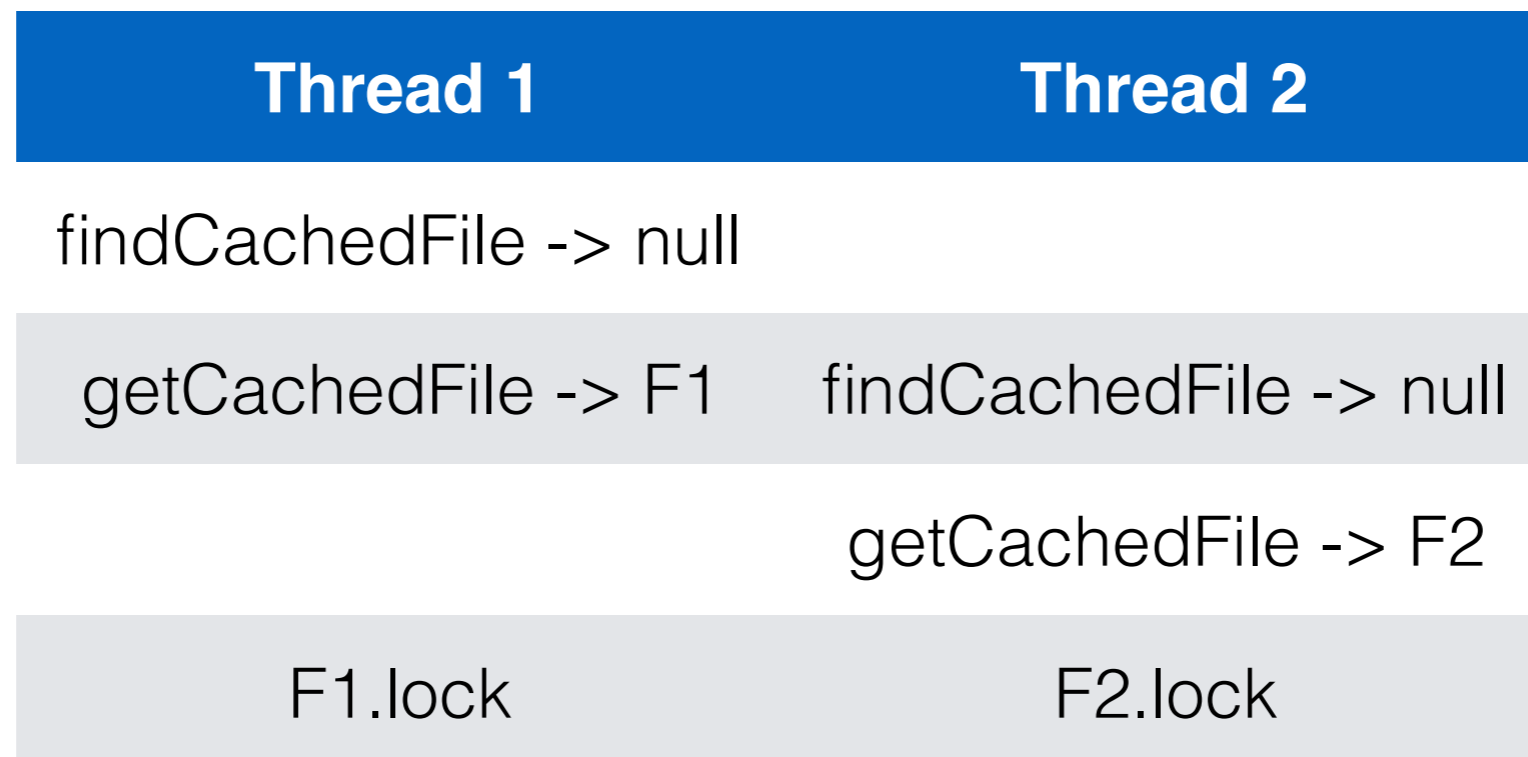 Thread 1 Thread 2
findCachedFile -> null
getCachedFile -> F1 findCachedFile -> null
getCachedFile -> F2
F1.lock F2.lock